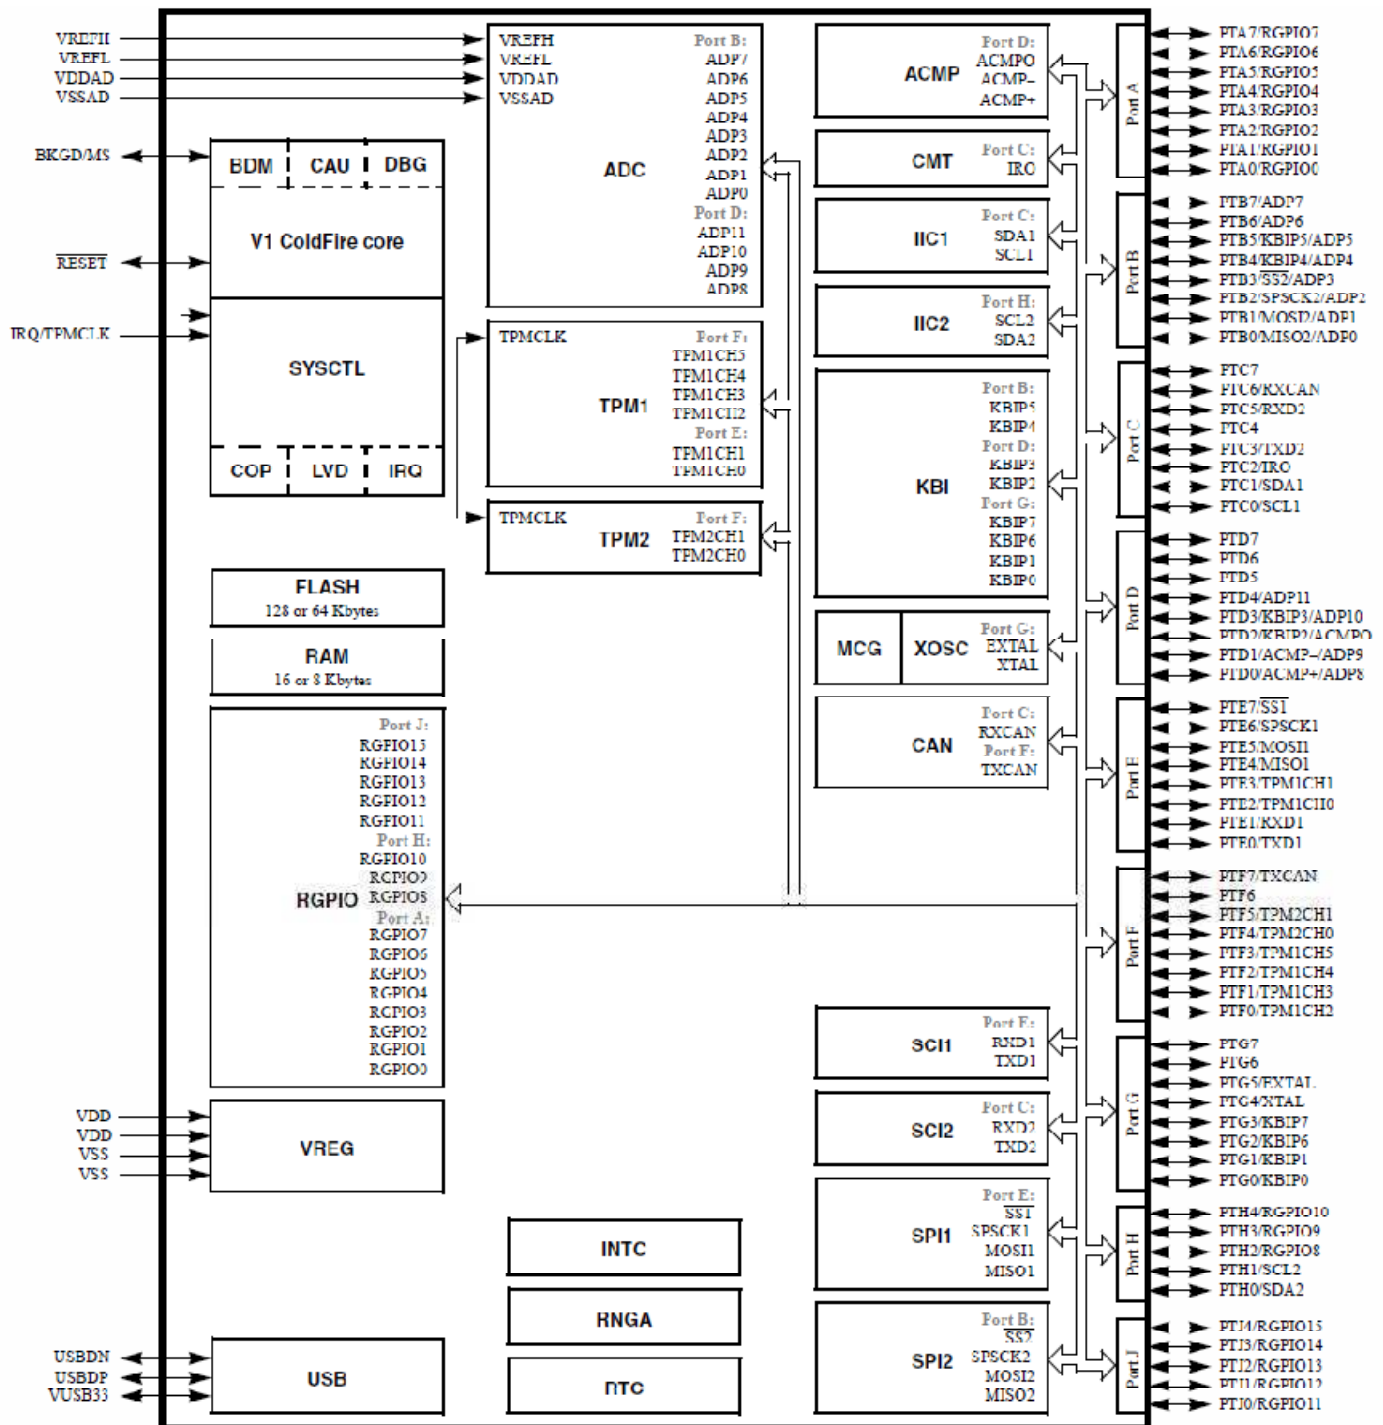 VREFH
VREFL
VDDAD
VSSAD
BKGD/MS
RESET
IRQ/TPMCLK
VDD
VDD
VSS
VSS
USBDN
USBDP
VUSB33
BDM
CAU
DBG
V1 ColdFire core
SYSCTL
COP
LVD
IRQ
FLASH
128 or 64 Kbytes
RAM
16 or 8 Kbytes
RGPIO
Port J:
RGPIO15
RGPIO14
RGPIO13
RGPIO12
RGPIO11
Port H:
RGPIO10
RGPIO9
RGPIO8
Port A:
RGPIO7
RGPIO6
RGPIO5
RGPIO4
RGPIO3
RGPIO2
RGPIO1
RGPIO0
VREG
USB
VREFH
VREFL
VDDAD
VSSAD
ADC
Port B:
ADP7
ADP6
ADP5
ADP4
ADP3
ADP2
ADP1
ADP0
Port D:
ADP11
ADP10
ADP9
ADP8
TPMCLK
TPM1
Port F:
TPM1CH5
TPM1CH4
TPM1CH3
TPM1CH2
Port E:
TPM1CH1
TPM1CH0
TPMCLK
TPM2
Port F:
TPM2CH1
TPM2CH0
INTC
RNGA
RTC
ACMP
Port D:
ACMPO
ACMP–
ACMP+
CMT
Port C:
IRO
IIC1
Port C:
SDA1
SCL1
IIC2
Port H:
SCL2
SDA2
KBI
Port B:
KBIP5
KBIP4
Port D:
KBIP3
KBIP2
Port G:
KBIP7
KBIP6
KBIP1
KBIP0
MCG
XOSC
Port G:
EXTAL
XTAL
CAN
Port C:
RXCAN
Port F:
TXCAN
SCI1
Port E:
RXD1
TXD1
SCI2
Port C:
RXD2
TXD2
SPI1
Port E:
SS1
SPSCK1
MOSI1
MISO1
SPI2
Port B:
SS2
SPSCK2
MOSI2
MISO2
Port A
PTA7/RGPIO7
PTA6/RGPIO6
PTA5/RGPIO5
PTA4/RGPIO4
PTA3/RGPIO3
PTA2/RGPIO2
PTA1/RGPIO1
PTA0/RGPIO0
Port B
PTB7/ADP7
PTB6/ADP6
PTB5/KBIP5/ADP5
PTB4/KBIP4/ADP4
PTB3/SS2/ADP3
PTB2/SPSCK2/ADP2
PTB1/MOSI2/ADP1
PTB0/MISO2/ADP0
Port C
PTC7
PTC6/RXCAN
PTC5/RXD2
PTC4
PTC3/TXD2
PTC2/IRO
PTC1/SDA1
PTC0/SCL1
Port D
PTD7
PTD6
PTD5
PTD4/ADP11
PTD3/KBIP3/ADP10
PTD2/KBIP2/ACMPO
PTD1/ACMP–/ADP9
PTD0/ACMP+/ADP8
Port E
PTE7/SS1
PTE6/SPSCK1
PTE5/MOSI1
PTE4/MISO1
PTE3/TPM1CH1
PTE2/TPM1CH0
PTE1/RXD1
PTE0/TXD1
Port F
PTF7/TXCAN
PTF6
PTF5/TPM2CH1
PTF4/TPM2CH0
PTF3/TPM1CH5
PTF2/TPM1CH4
PTF1/TPM1CH3
PTF0/TPM1CH2
Port G
PTG7
PTG6
PTG5/EXTAL
PTG4/XTAL
PTG3/KBIP7
PTG2/KBIP6
PTG1/KBIP1
PTG0/KBIP0
Port H
PTH4/RGPIO10
PTH3/RGPIO9
PTH2/RGPIO8
PTH1/SCL2
PTH0/SDA2
Port J
PTJ4/RGPIO15
PTJ3/RGPIO14
PTJ2/RGPIO13
PTJ1/RGPIO12
PTJ0/RGPIO11